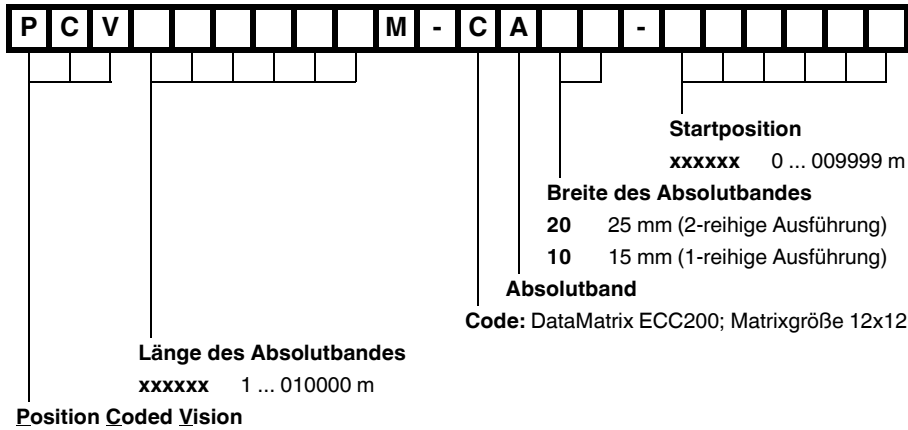 P C V M - C A -
Startposition
xxxxxx 0 ... 009999 m
Breite des Absolutbandes
20 25 mm (2-reihige Ausführung)
10 15 mm (1-reihige Ausführung)
Absolutband
Code: DataMatrix ECC200; Matrixgröße 12x12
Länge des Absolutbandes
xxxxxx 1 ... 010000 m
Position Coded Vision